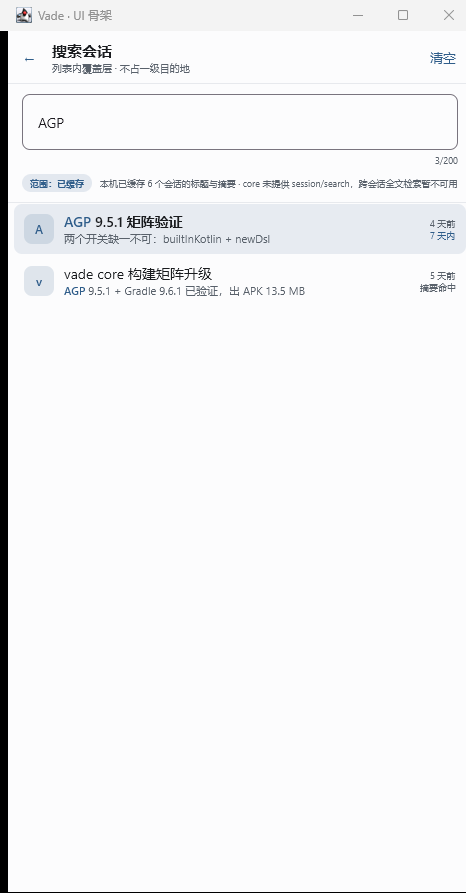 Vade · UI 骨架
← 搜索会话 清空
列表内覆盖层 · 不占一级目的地
AGP
3/200
范围：已缓存 本机已缓存 6 个会话的标题与摘要 · core 未提供 session/search，跨会话全文检索暂不可用
A AGP 9.5.1 矩阵验证 4 天前
两个开关缺一不可：builtInKotlin + newDsl 7 天内
v vade core 构建矩阵升级 5 天前
AGP 9.5.1 + Gradle 9.6.1 已验证，出 APK 13.5 MB 摘要命中